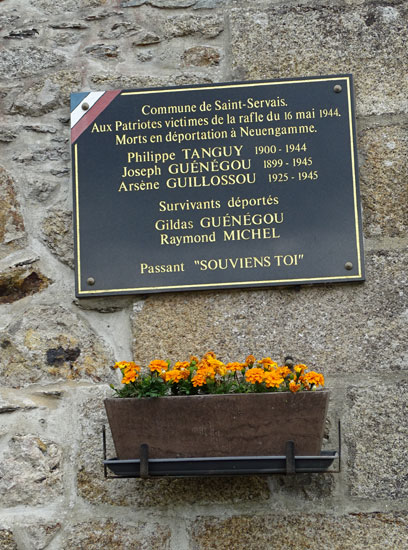 Commune de Saint-Servais.
Aux Patriotes victimes de la rafle du 16 mai 1944.
Morts en déportation à Neuengamme.
Philippe TANGUY 1900 - 1944
Joseph GUÉNÉGOU 1899 - 1945
Arsène GUILLOSSOU 1925 - 1945
Survivants déportés
Gildas GUÉNÉGOU
Raymond MICHEL
Passant "SOUVIENS TOI"